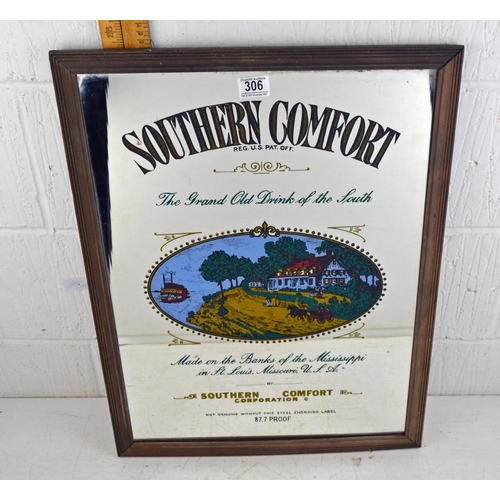 306
SOUTHERN COMFORT
REG. U.S. PAT. OFF.
The Grand Old Drink of the South
Made on the Banks of the Mississippi
in St. Louis, Missouri, U.S.A.
BY
SOUTHERN COMFORT
CORPORATION
NOT GENUINE WITHOUT THIS STEEL ENGRAVING LABEL
87.7 PROOF